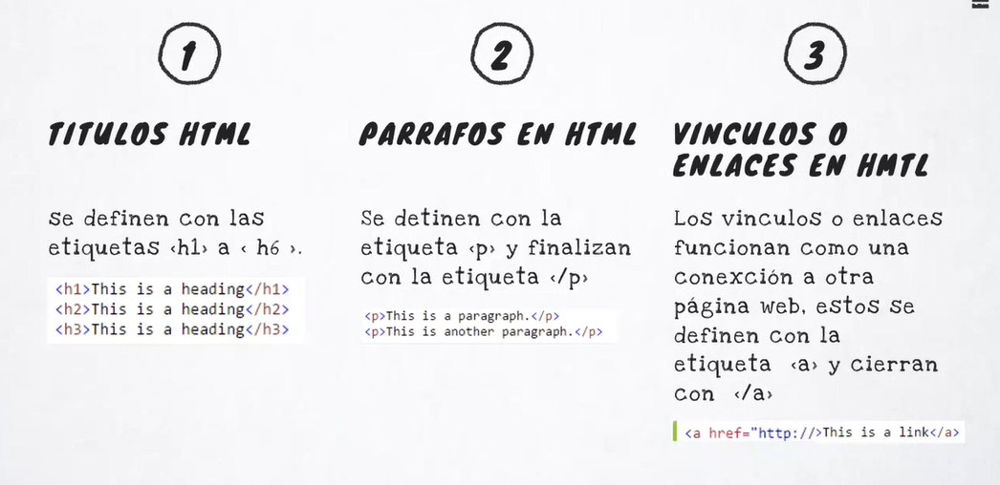 1
TITULOS HTML
se definen con las
etiquetas <h1> a < h6 >.
<h1>This is a heading</h1>
<h2>This is a heading</h2>
<h3>This is a heading</h3>
2
PARRAFOS EN HTML
Se detinen con la
etiqueta <p> y finalizan
con la etiqueta </p>
<p>This is a paragraph.</p>
<p>This is another paragraph.</p>
3
VINCULOS O
ENLACES EN HMTL
Los vinculos o enlaces
funcionan como una
conexción a otra
página web, estos se
definen con la
etiqueta <a> y cierran
con </a>
<a href="http://>This is a link</a>